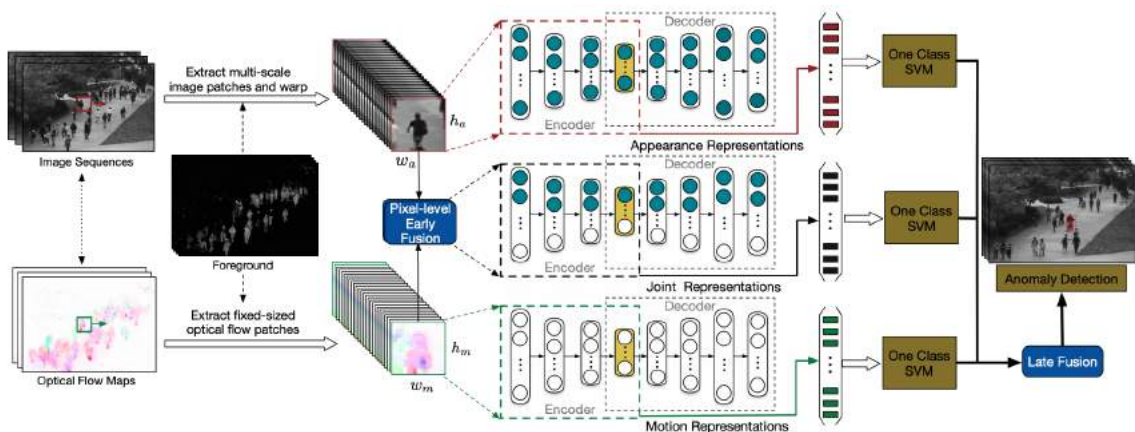 Image Sequences
Extract multi-scale
image patches and warp
h_a
w_a
Encoder
Decoder
Appearance Representations
One Class
SVM
Foreground
Pixel-level
Early
Fusion
Encoder
Decoder
Joint Representations
One Class
SVM
Anomaly Detection
Optical Flow Maps
Extract fixed-sized
optical flow patches
h_m
w_m
Encoder
Decoder
Motion Representations
One Class
SVM
Late Fusion